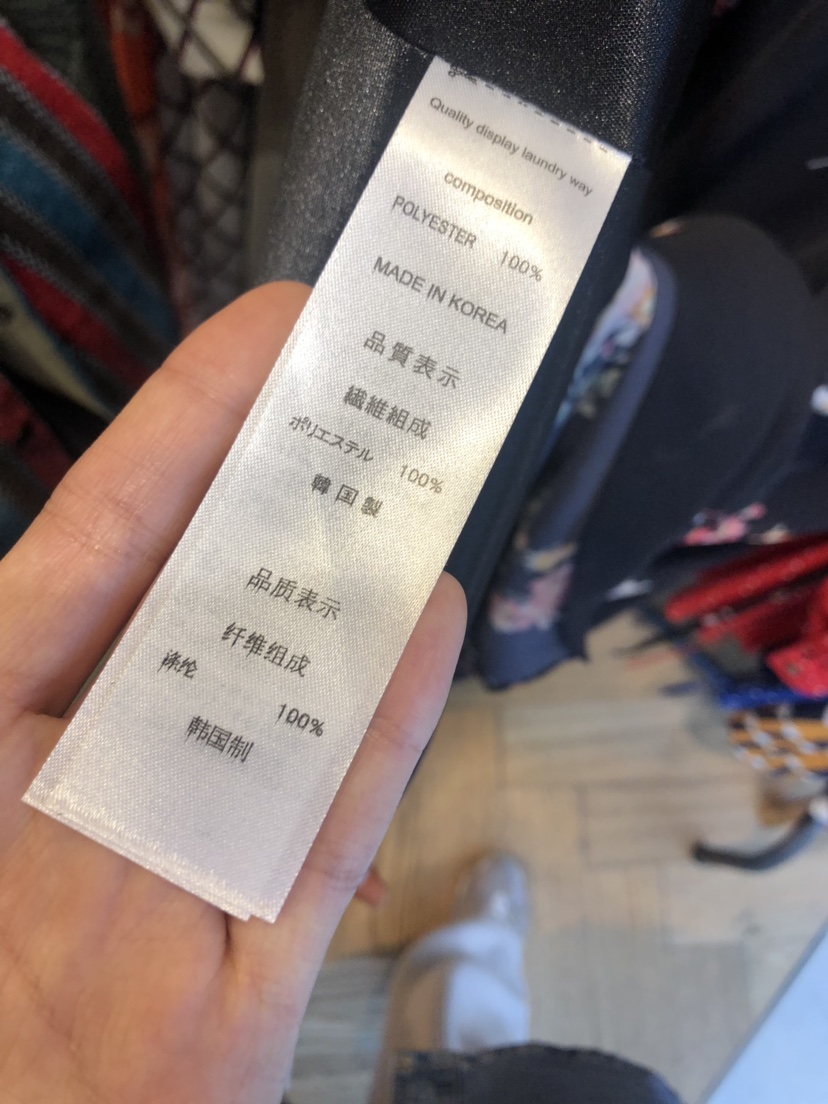 Quality display laundry way
composition
POLYESTER 100%
MADE IN KOREA
品質表示
繊維組成
ポリエステル 100%
韓国製
品质表示
纤维组成
涤纶
100%
韩国制